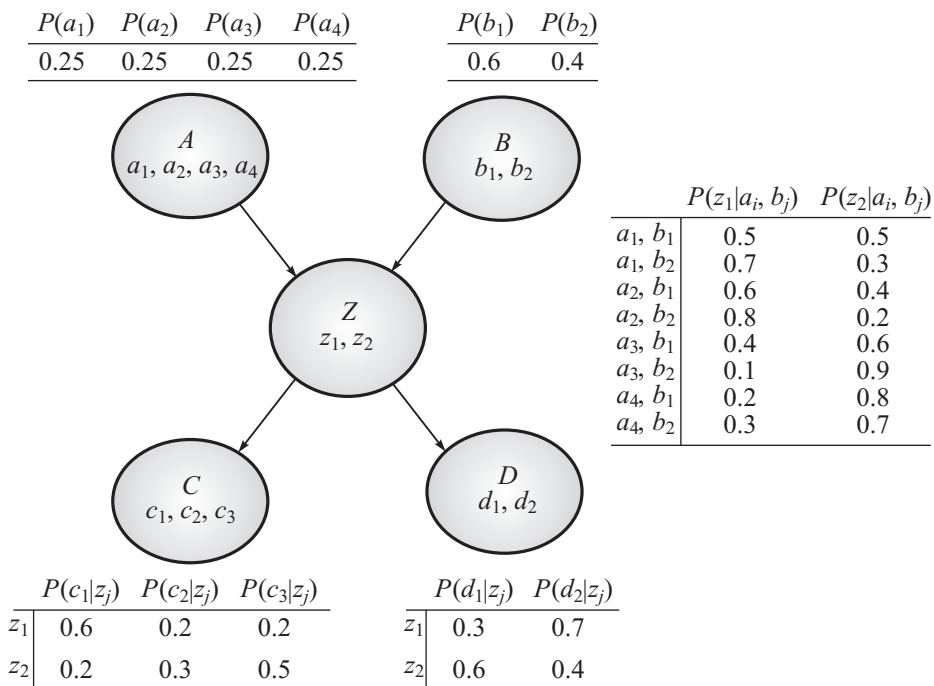 P(a₁) P(a₂) P(a₃) P(a₄)
0.25 0.25 0.25 0.25
P(b₁) P(b₂)
0.6 0.4
A
a₁, a₂, a₃, a₄
B
b₁, b₂
Z
z₁, z₂
P(z₁|aᵢ, bⱼ) P(z₂|aᵢ, bⱼ)
a₁, b₁ 0.5 0.5
a₁, b₂ 0.7 0.3
a₂, b₁ 0.6 0.4
a₂, b₂ 0.8 0.2
a₃, b₁ 0.4 0.6
a₃, b₂ 0.1 0.9
a₄, b₁ 0.2 0.8
a₄, b₂ 0.3 0.7
C
c₁, c₂, c₃
D
d₁, d₂
P(c₁|zⱼ) P(c₂|zⱼ) P(c₃|zⱼ)
z₁ 0.6 0.2 0.2
z₂ 0.2 0.3 0.5
P(d₁|zⱼ) P(d₂|zⱼ)
z₁ 0.3 0.7
z₂ 0.6 0.4